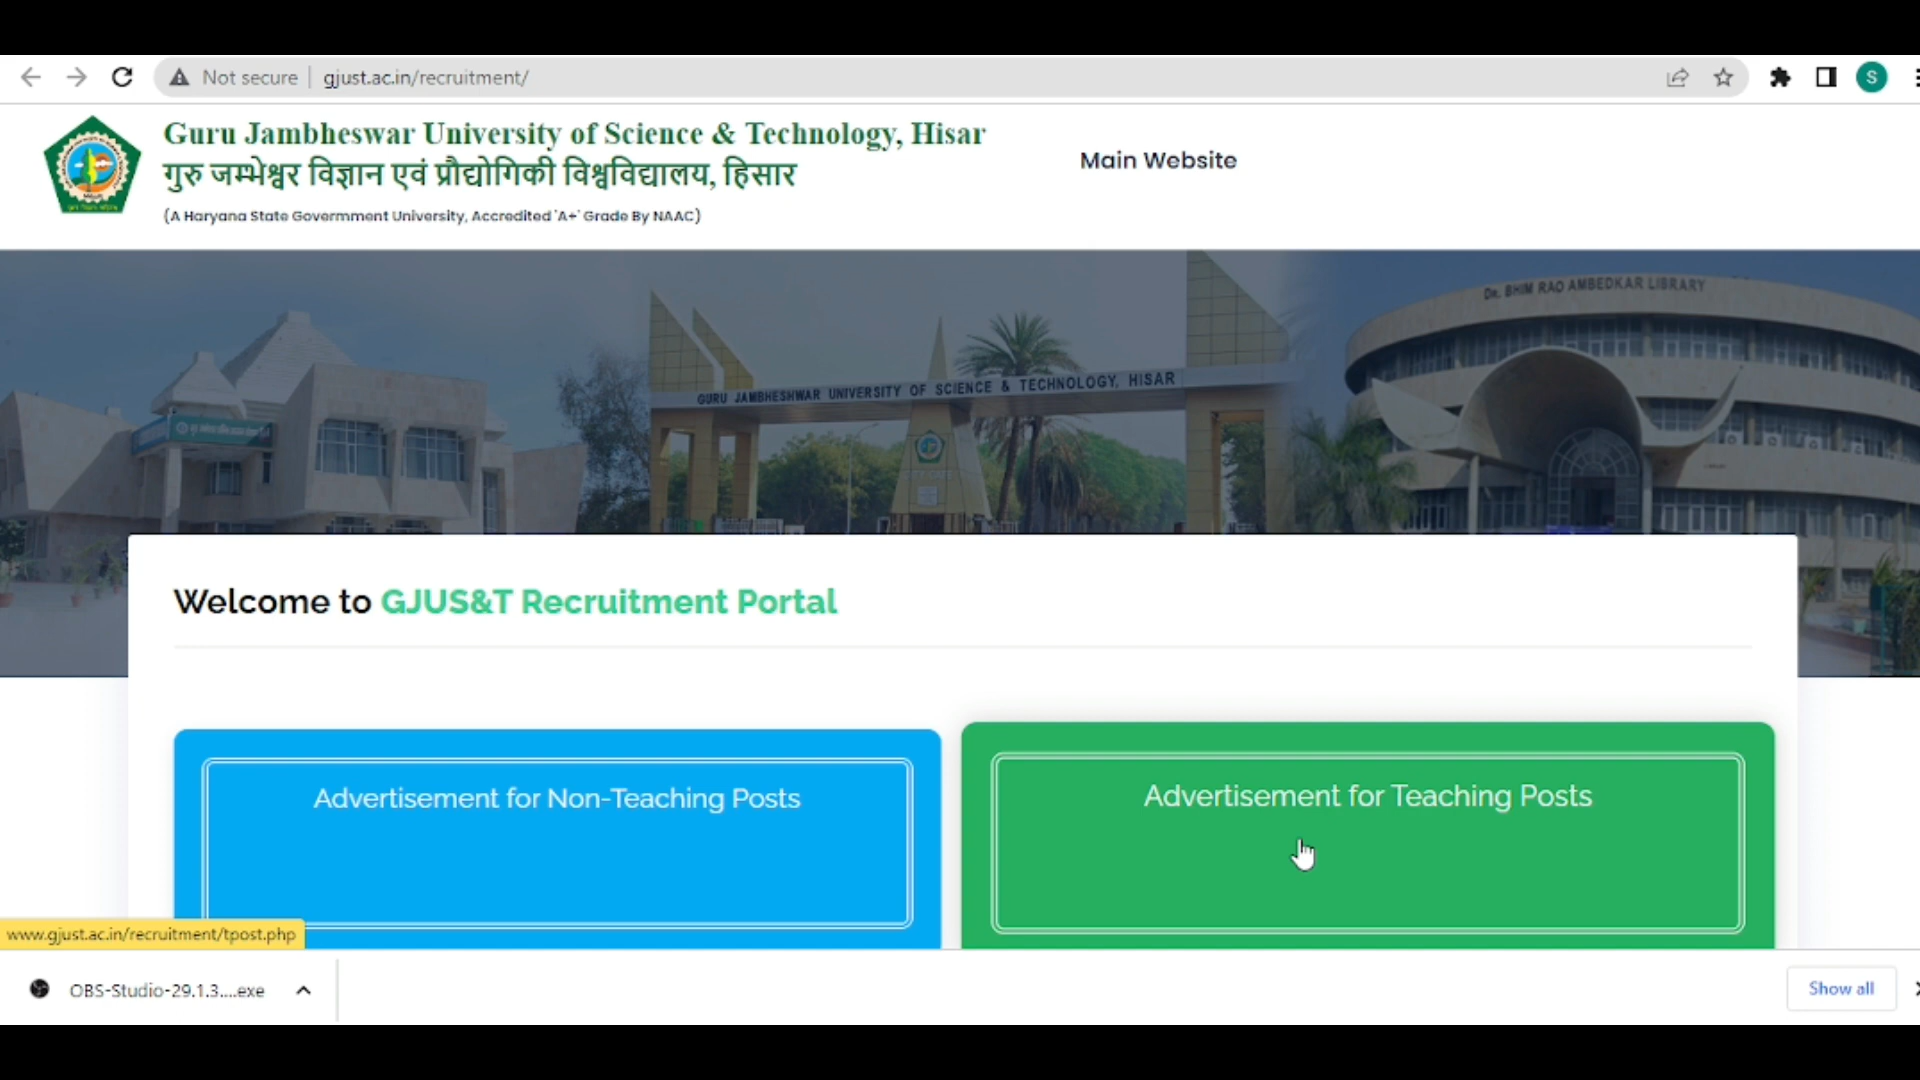 Not secure | gjust.ac.in/recruitment/
S
Guru Jambheshwar University of Science & Technology, Hisar
गुरु जम्भेश्वर विज्ञान एवं प्रौद्योगिकी विश्वविद्यालय, हिसार
(A Haryana State Govermment University, Accredited 'A+' Grade By NAAC)
Main Website
DR. BHIM RAO AMBEDKAR LIBRARY
GURU JAMBHESHWAR UNIVERSITY OF SCIENCE & TECHNOLOGY, HISAR
Welcome to GJUS&T Recruitment Portal
Advertisement for Non-Teaching Posts
Advertisement for Teaching Posts
www.gjust.ac.in/recruitment/tpost.php
OBS-Studio-29.1.3....exe
Show all